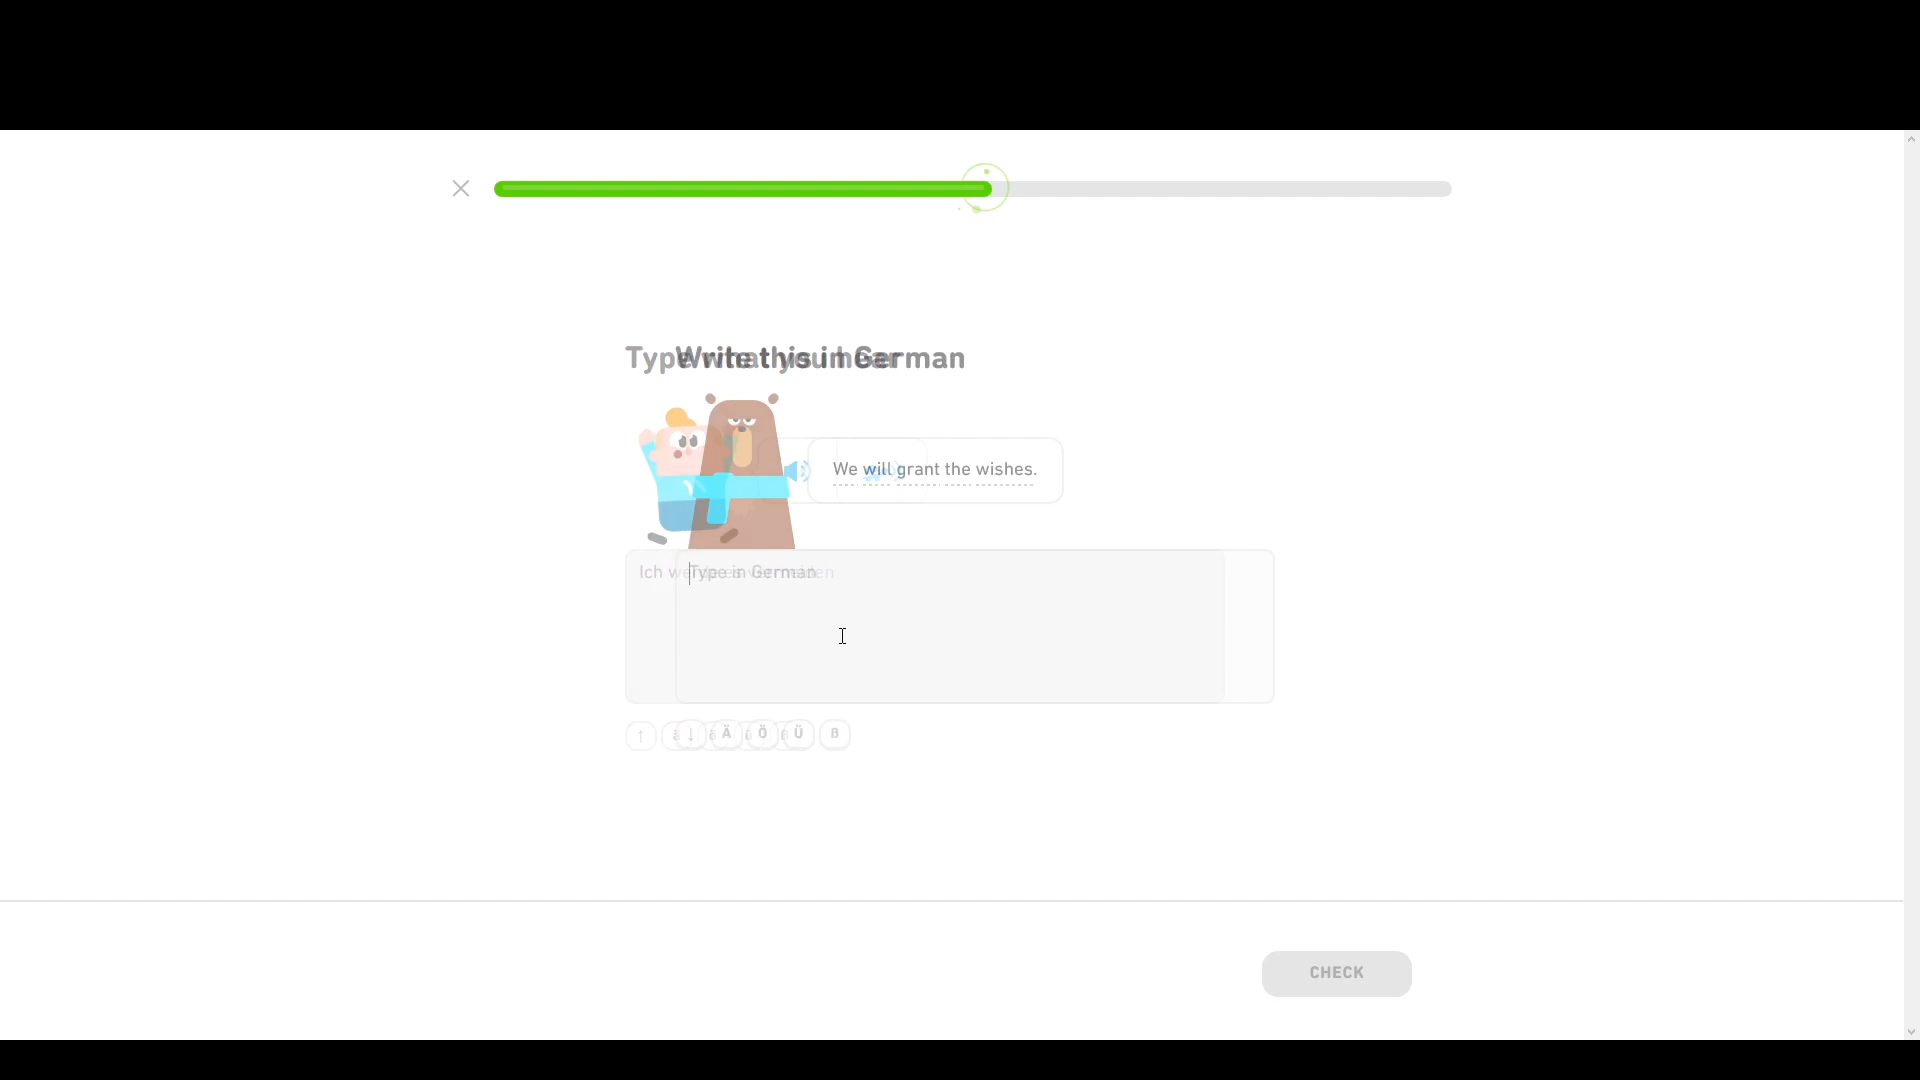 Write this in German
We will grant the wishes.
Type in German
↑ ↓ Ä Ö Ü ß
CHECK